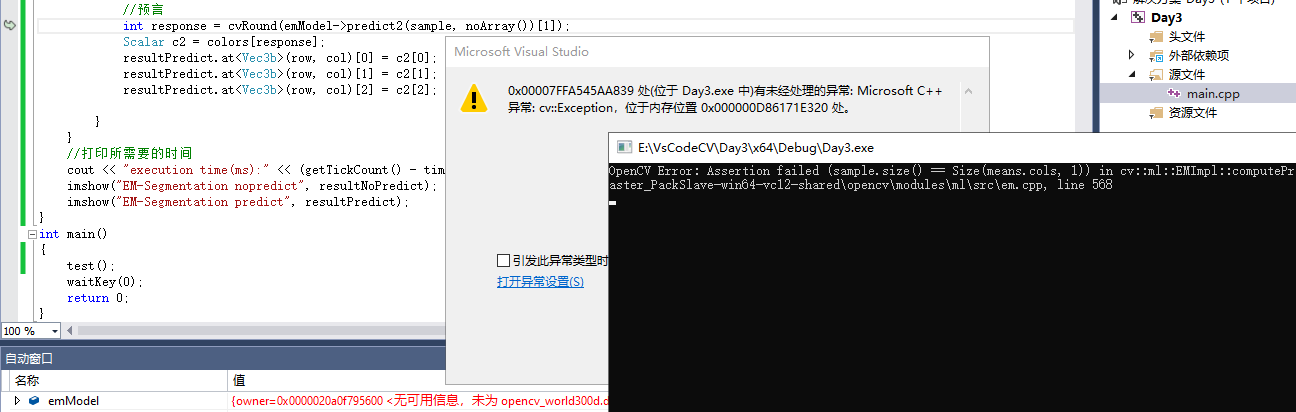 //预言
int response = cvRound(emModel->predict2(sample, noArray())[1]);
Scalar c2 = colors[response];
resultPredict.at<Vec3b>(row, col)[0] = c2[0];
resultPredict.at<Vec3b>(row, col)[1] = c2[1];
resultPredict.at<Vec3b>(row, col)[2] = c2[2];
}
}
//打印所需要的时间
cout << "execution time(ms):" << (getTickCount() - tim
imshow("EM-Segmentation nopredict", resultNoPredict);
imshow("EM-Segmentation predict", resultPredict);
}
int main()
{
test();
waitKey(0);
return 0;
}
100 %
自动窗口
名称 值
emModel {owner=0x0000020a0f795600 <无可用信息，未为 opencv_world300d.d
Microsoft Visual Studio
0x00007FFA545AA839 处(位于 Day3.exe 中)有未经处理的异常: Microsoft C++
异常: cv::Exception，位于内存位置 0x000000D86171E320 处。
引发此异常类型时
打开异常设置(S)
E:\VsCodeCV\Day3\x64\Debug\Day3.exe
OpenCV Error: Assertion failed (sample.size() == Size(means.cols, 1)) in cv::ml::EMImpl::computePr
aster_PackSlave-win64-vc12-shared\opencv\modules\ml\src\em.cpp, line 568
Day3
头文件
外部依赖项
源文件
main.cpp
资源文件